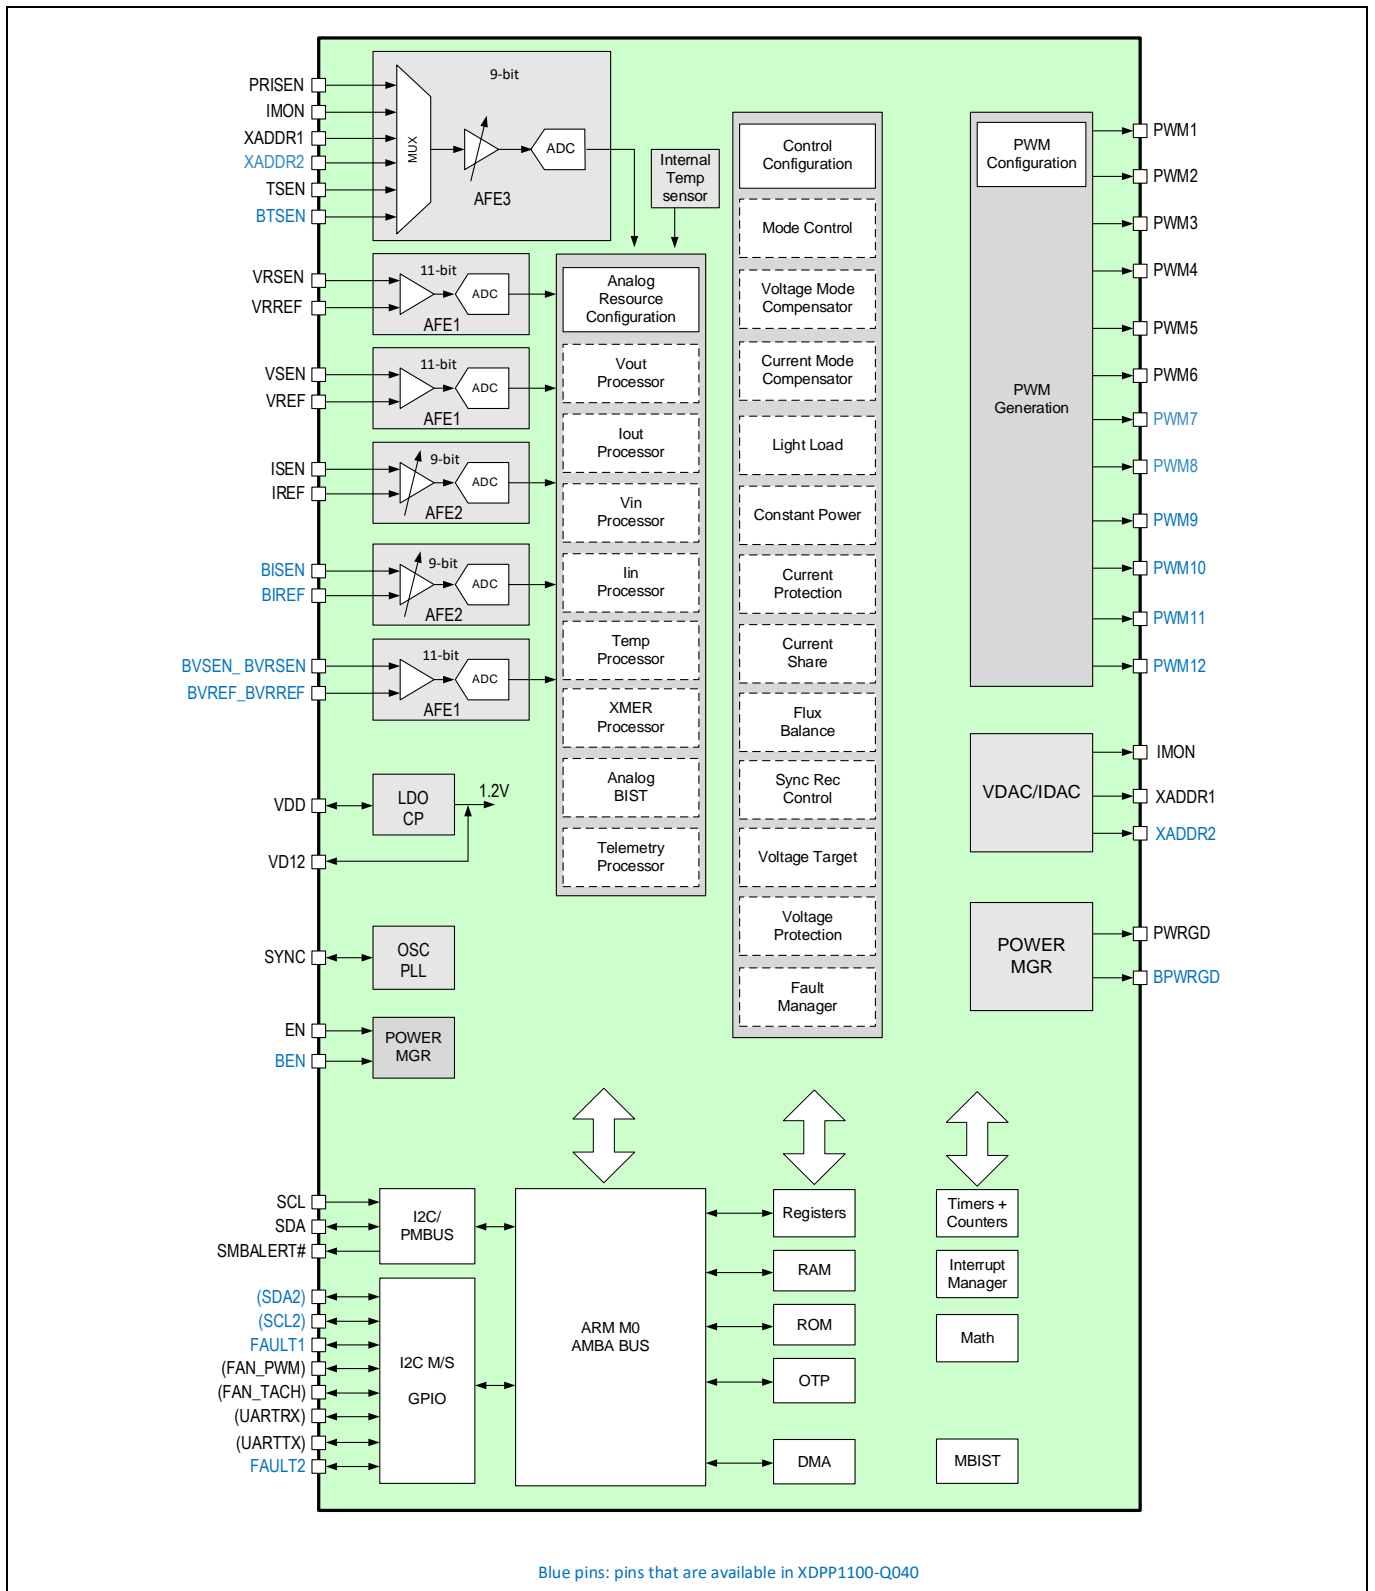 PRISEN
IMON
XADDR1
XADDR2
TSEN
BTSEN
MUX
9-bit
AFE3
ADC
Internal
Temp
sensor
VRSEN
VRREF
11-bit
ADC
AFE1
VSEN
VREF
11-bit
ADC
AFE1
ISEN
IREF
9-bit
ADC
AFE2
BISEN
BIREF
9-bit
ADC
AFE2
BVSEN_BVRSEN
BVREF_BVRREF
11-bit
ADC
AFE1
Analog
Resource
Configuration
Vout
Processor
Iout
Processor
Vin
Processor
Iin
Processor
Temp
Processor
XMER
Processor
Analog
BIST
Telemetry
Processor
Control
Configuration
Mode Control
Voltage Mode
Compensator
Current Mode
Compensator
Light Load
Constant Power
Current
Protection
Current
Share
Flux
Balance
Sync Rec
Control
Voltage Target
Voltage
Protection
Fault
Manager
PWM
Configuration
PWM
Generation
PWM1
PWM2
PWM3
PWM4
PWM5
PWM6
PWM7
PWM8
PWM9
PWM10
PWM11
PWM12
VDAC/IDAC
IMON
XADDR1
XADDR2
POWER
MGR
PWRGD
BPWRGD
VDD
VD12
LDO
CP
1.2V
SYNC
OSC
PLL
EN
BEN
POWER
MGR
SCL
SDA
SMBALERT#
I2C/
PMBUS
(SDA2)
(SCL2)
FAULT1
(FAN_PWM)
(FAN_TACH)
(UARTRX)
(UARTTX)
FAULT2
I2C M/S
GPIO
ARM M0
AMBA BUS
Registers
RAM
ROM
OTP
DMA
Timers +
Counters
Interrupt
Manager
Math
MBIST
Blue pins: pins that are available in XDPP1100-Q040